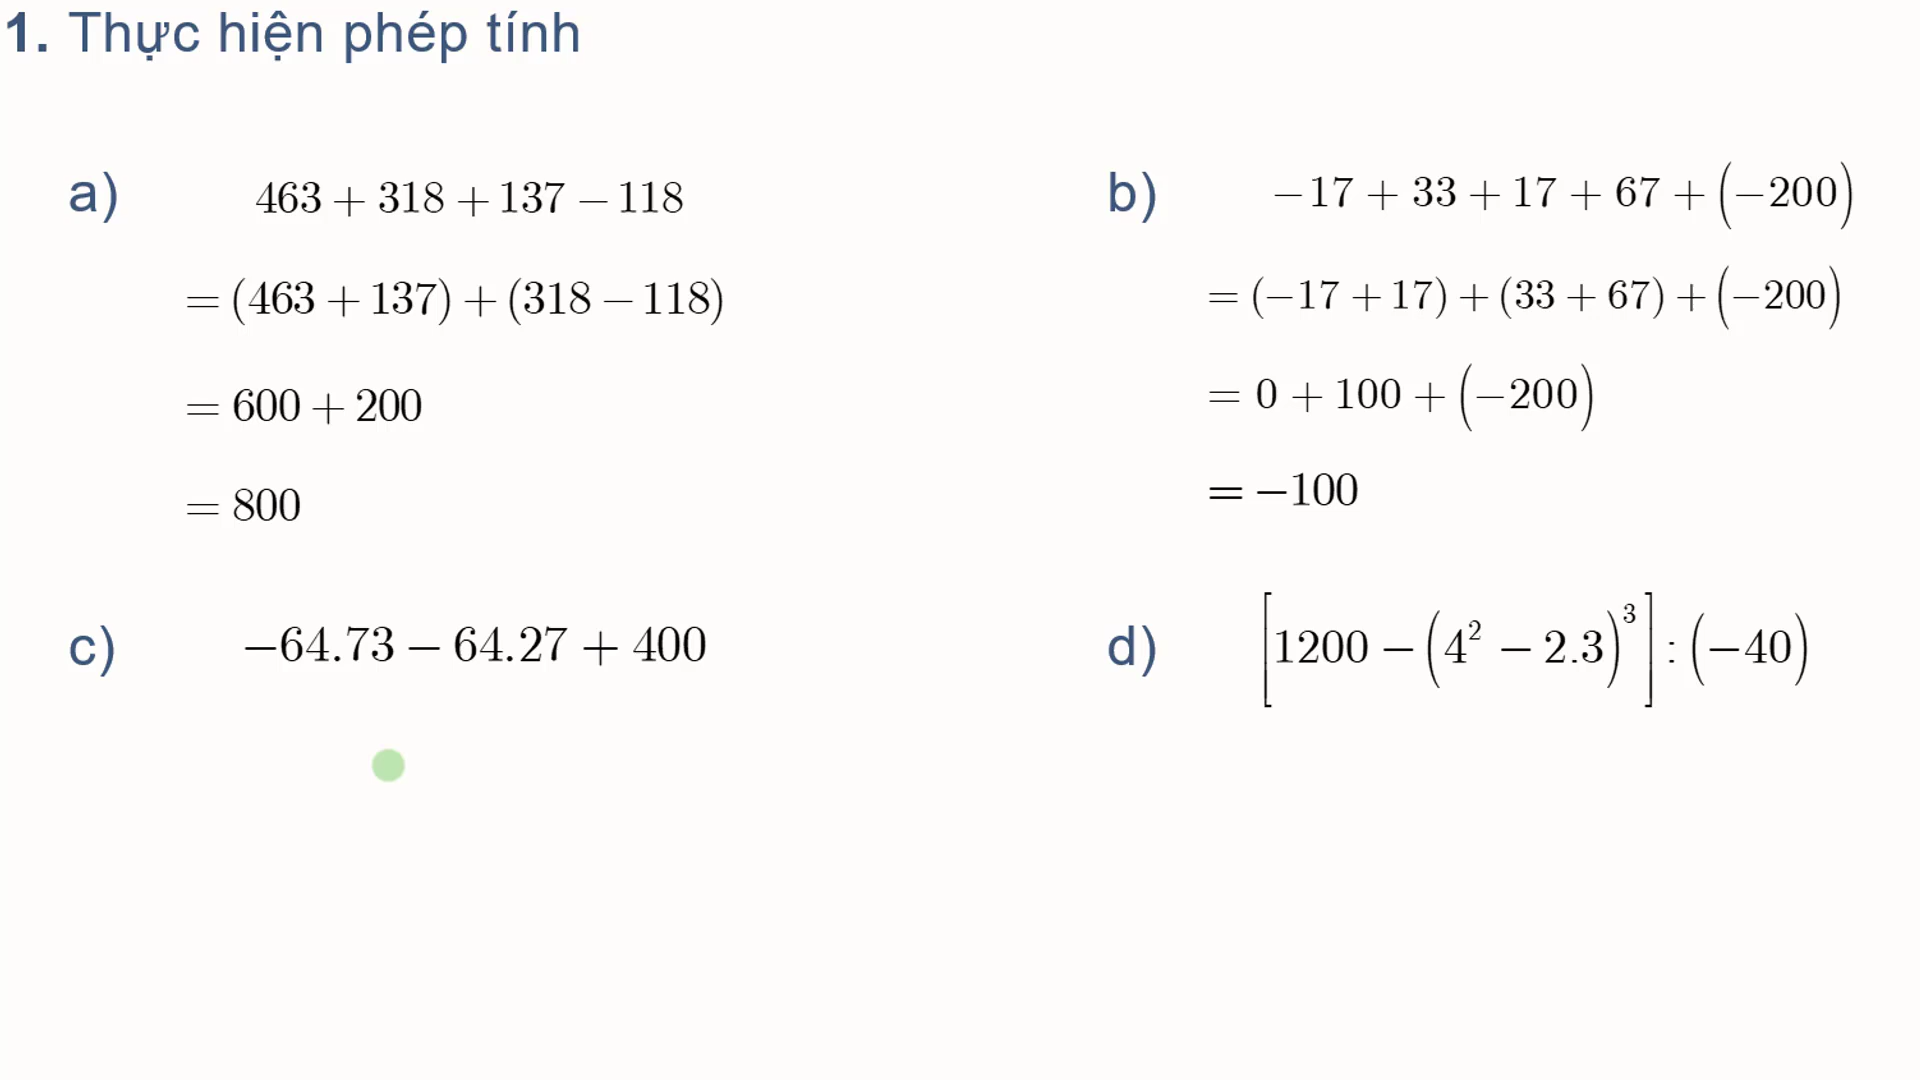 1. Thực hiện phép tính
a) 463 + 318 + 137 − 118
= (463 + 137) + (318 − 118)
= 600 + 200
= 800
b) −17 + 33 + 17 + 67 + (−200)
= (−17 + 17) + (33 + 67) + (−200)
= 0 + 100 + (−200)
= −100
c) −64.73 − 64.27 + 400
d) [1200 − (4² − 2.3)³] : (−40)